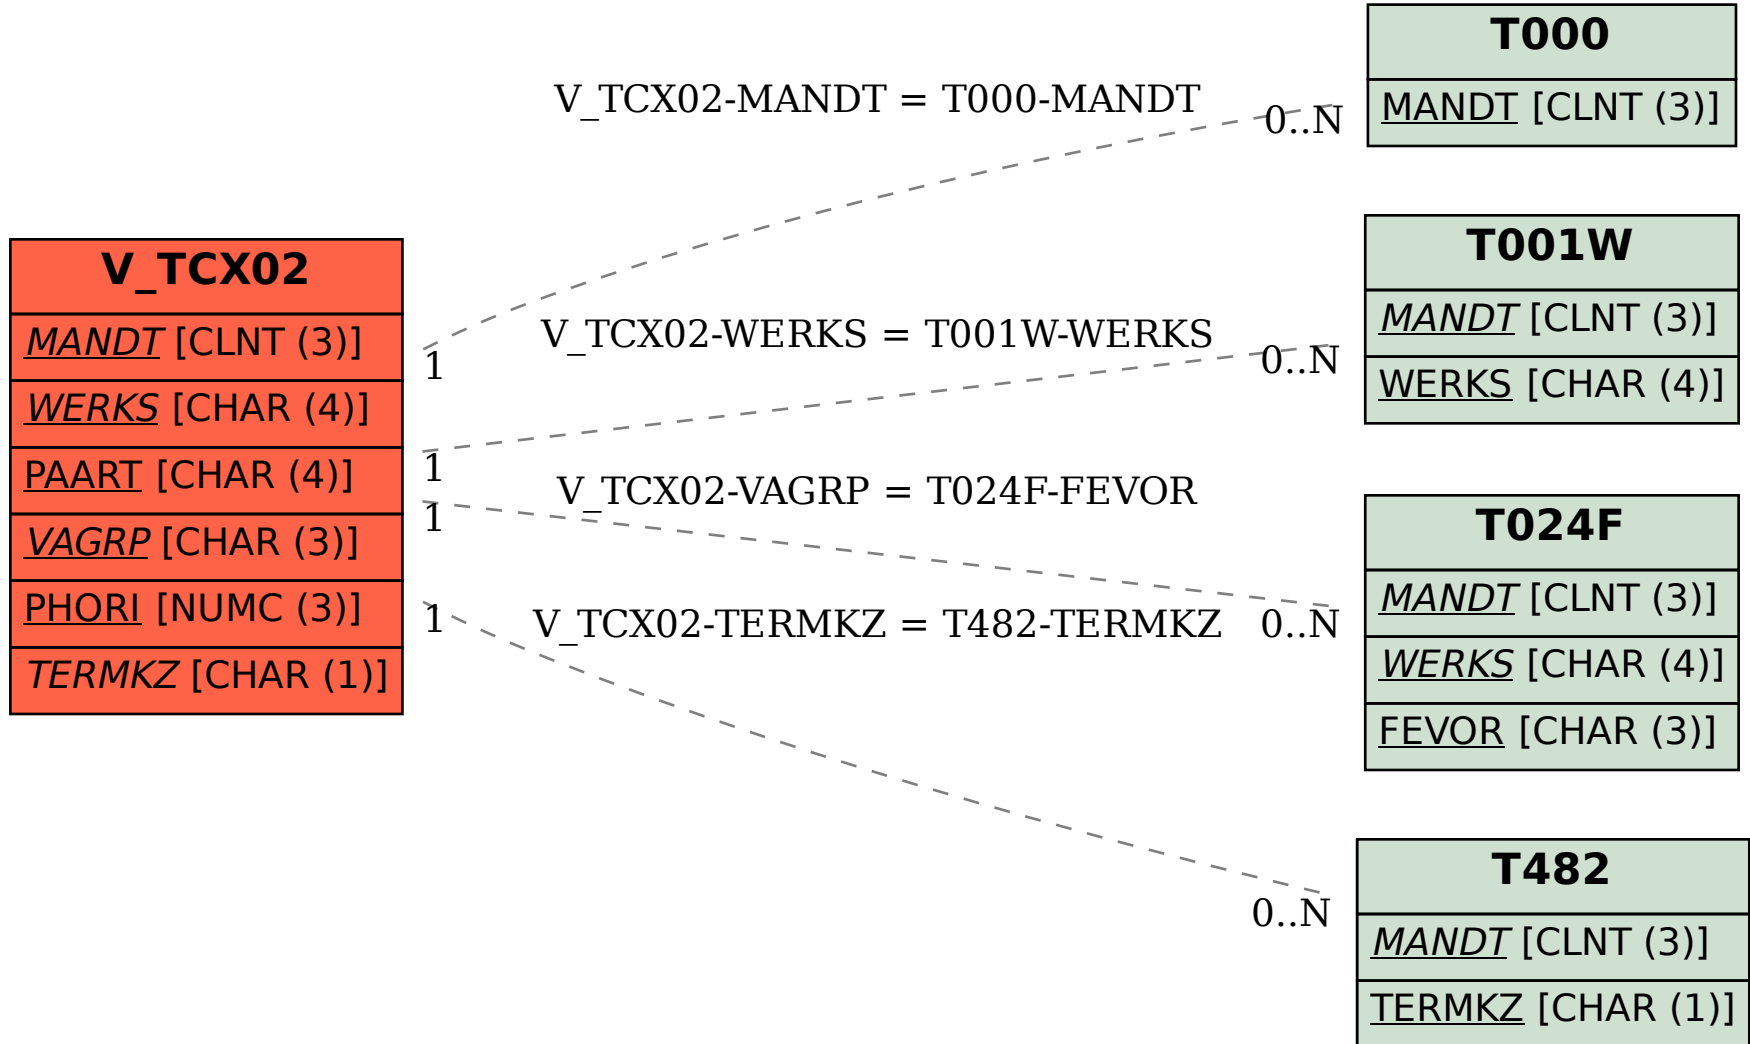 V_TCX02
MANDT [CLNT (3)]
WERKS [CHAR (4)]
PAART [CHAR (4)]
VAGRP [CHAR (3)]
PHORI [NUMC (3)]
TERMKZ [CHAR (1)]
V_TCX02-MANDT = T000-MANDT
1
0..N
V_TCX02-WERKS = T001W-WERKS
1
0..N
V_TCX02-VAGRP = T024F-FEVOR
1
0..N
V_TCX02-TERMKZ = T482-TERMKZ
1
0..N
T000
MANDT [CLNT (3)]
T001W
MANDT [CLNT (3)]
WERKS [CHAR (4)]
T024F
MANDT [CLNT (3)]
WERKS [CHAR (4)]
FEVOR [CHAR (3)]
T482
MANDT [CLNT (3)]
TERMKZ [CHAR (1)]